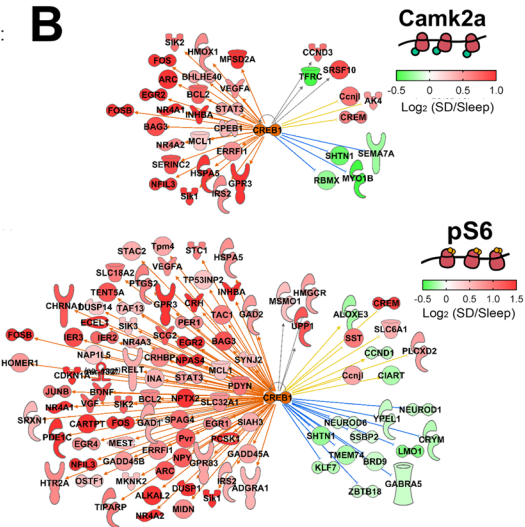 :
B
Camk2a
-0.5 0.0 1.0
Log2 (SD/Sleep)
SIK2
HMOX1
MFSD2A
FOS
ARC
BHLHE40
VEGFA
EGR2
BCL2
FOSB
NR4A1
INHBA
STAT3
BAG3
CPEB1
CREB1
NR4A2
MCL1
ERRFI1
SERINC2
HSPA5
GPR3
NFIL3
Sik1
IRS2
CCND3
TFRC
SRSF10
Ccnjl
AK4
CREM
SHTN1
SEMA7A
RBMX
MYO1B
pS6
-0.5 0.0 0.5 1.0 1.5
Log2 (SD/Sleep)
STAC2
Tpm4
STC1
HSPA5
VEGFA
SLC18A2
PTGS2
TP53INP2
TENT5A
GPR3
CRH
INHBA
CHRNA1
DUSP14
TAF13
TAC1
GAD2
ECEL1
SIK3
PER1
FOSB
IER3
IER2
NR4A3
SCG2
EGR2
BAG3
NAP1L5
CRHBP
NPAS4
SYNJ2
HOMER1
CDKN1A
RELT
MCL1
INA
STAT3
PDYN
JUNB
VGF
BDNF
SIK2
BCL2
NPTX2
SLC32A1
CREB1
NR4A1
SRXN1
CARTPT
FOS
GAD1
SPAG4
EGR1
SIAH3
PDE1C
EGR4
MEST
Pvr
PCSK1
ERRFI1
NFIL3
GADD45B
NPY
GPR83
GADD45A
HTR2A
OSTF1
MKNK2
ARC
IRS2
ADGRA1
TIPARP
ALKAL2
DUSP1
Sik1
NR4A2
MIDN
MSMO1
HMGCR
UPP1
ALOXE3
CREM
SST
SLC6A1
CCND1
PLCXD2
Ccnjl
CIART
YPEL1
NEUROD1
NEUROD6
SHTN1
SSBP2
CRYM
TMEM74
LMO1
KLF7
BRD9
ZBTB18
GABRA5